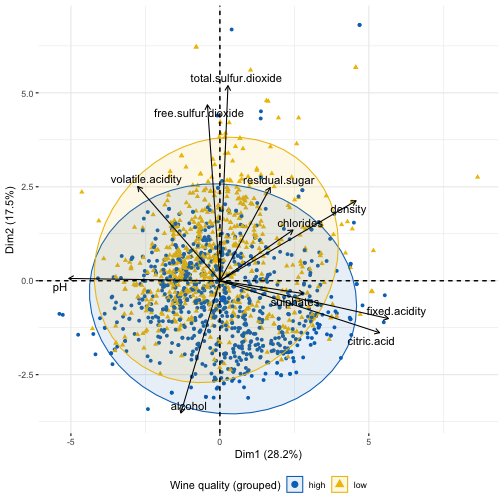 total.sulfur.dioxide
5.0
free.sulfur.dioxide
volatile.acidity
residual.sugar
2.5
density
chlorides
Dim2 (17.5%)
0.0
pH
sulphates
fixed.acidity
citric.acid
-2.5
alcohol
-5
0
5
Dim1 (28.2%)
Wine quality (grouped) high low